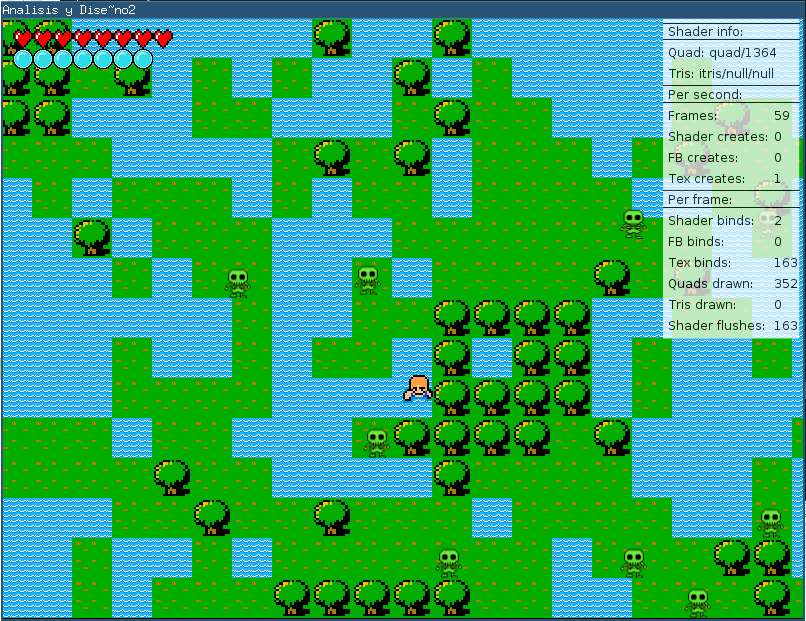 Analisis y Dise~no2
Shader info:
Quad: quad/1364
Tris: itris/null/null
Per second:
Frames: 59
Shader creates: 0
FB creates: 0
Tex creates: 1
Per frame:
Shader binds: 2
FB binds: 0
Tex binds: 163
Quads drawn: 352
Tris drawn: 0
Shader flushes: 163